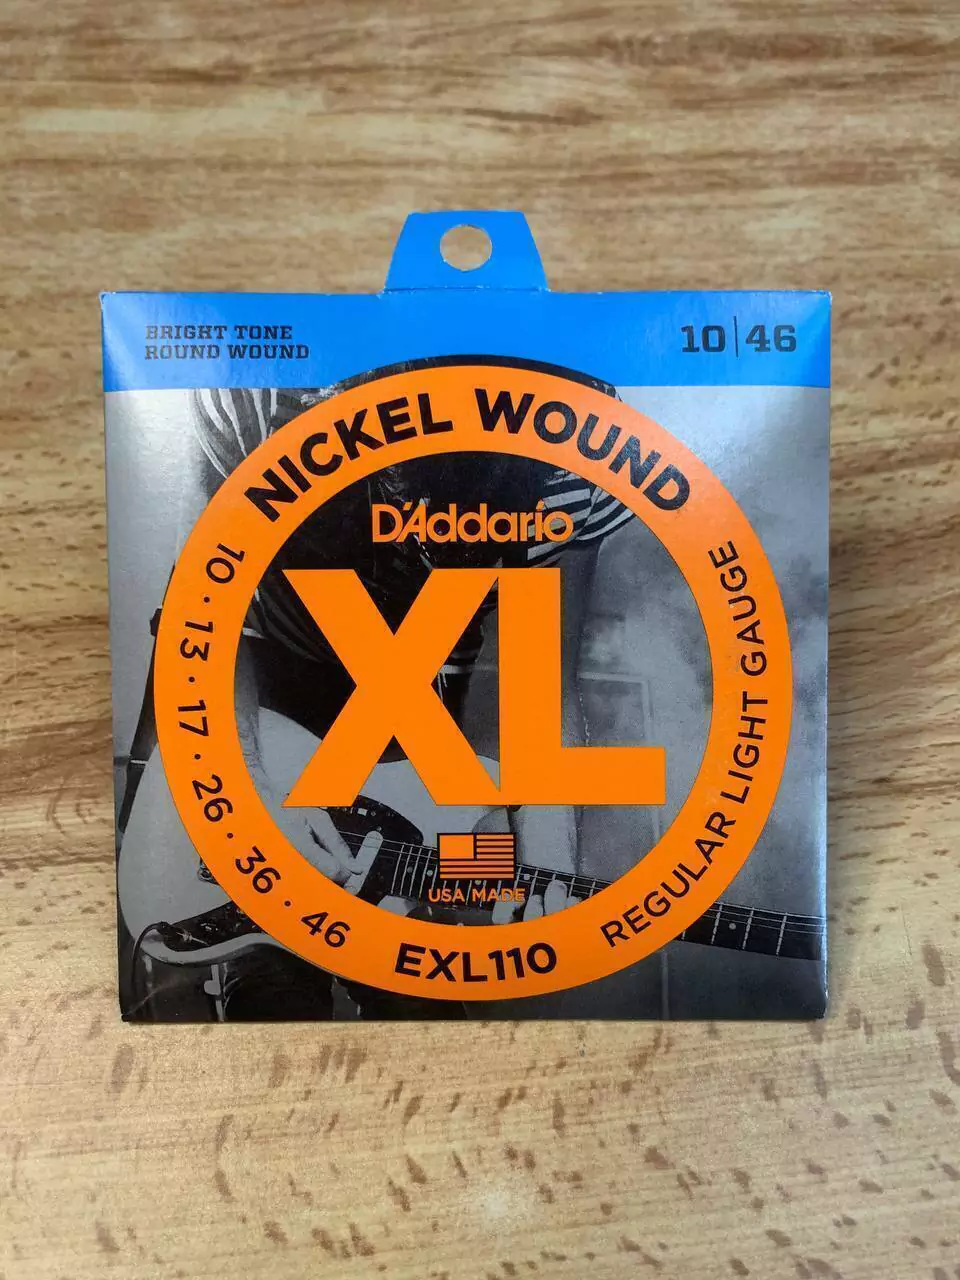 BRIGHT TONE
ROUND WOUND
10|46
NICKEL WOUND
D'Addario
XL
USA MADE
10 · 13 · 17 · 26 · 36 · 46
EXL110
REGULAR LIGHT GAUGE